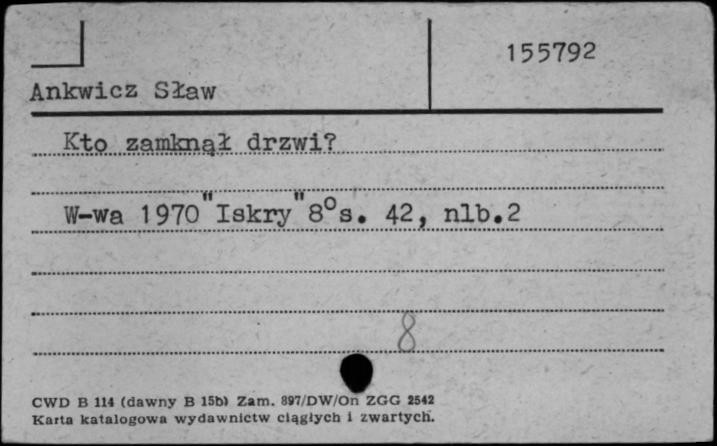 155792
Ankwicz Sław
Kto zamknął drzwi?
W-wa 1970 "Iskry" 8° s. 42, nlb.2
8
CWD B 114 (dawny B 15b) Zam. 897/DW/On ZGG 2542
Karta katalogowa wydawnictw ciągłych i zwartych.